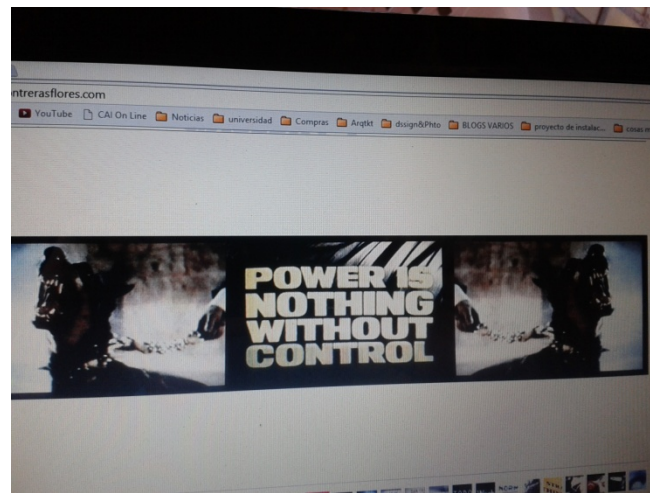 ntrerasflores.com
YouTube CAI On Line Noticias universidad Compras Arqtkt dssign&Phto BLOGS VARIOS proyecto de instalac... cosas
POWER IS
NOTHING
WITHOUT
CONTROL